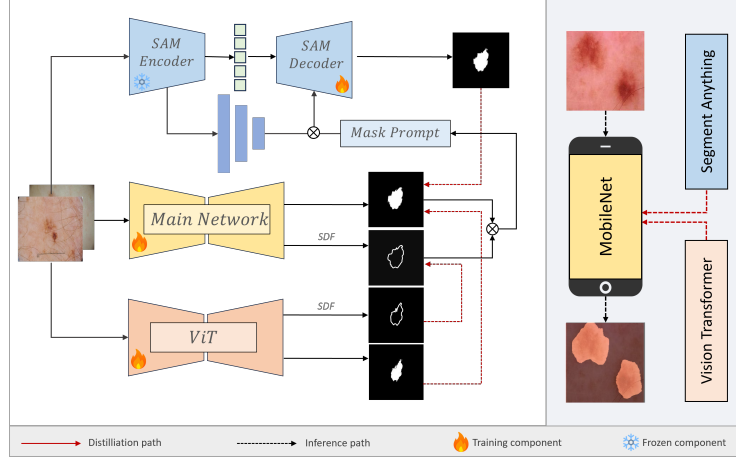 SAM
Encoder
SAM
Decoder
Mask Prompt
Main Network
SDF
SDF
ViT
Segment Anything
MobileNet
Vision Transformer
Distilliation path
Inference path
Training component
Frozen component